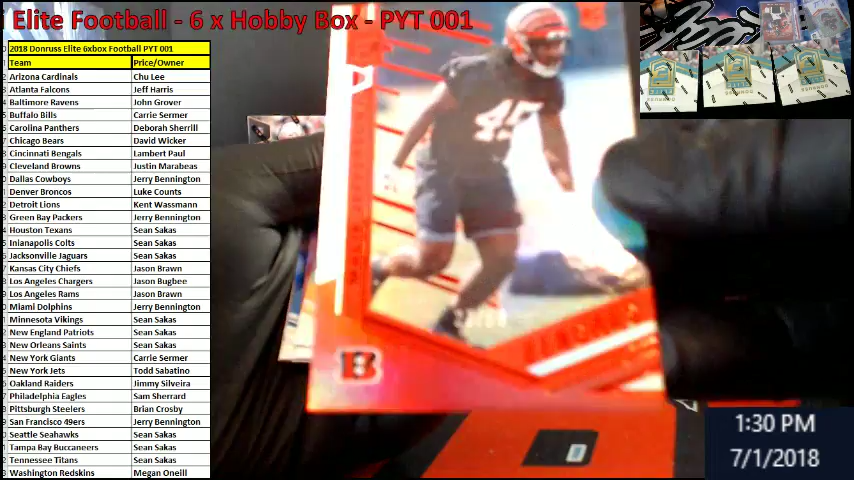 Elite Football - 6 x Hobby Box - PYT 001
2018 Donruss Elite 6xbox Football PYT 001
Team Price/Owner
Arizona Cardinals Chu Lee
Atlanta Falcons Jeff Harris
Baltimore Ravens John Grover
Buffalo Bills Carrie Sermer
Carolina Panthers Deborah Sherrill
Chicago Bears David Wicker
Cincinnati Bengals Lambert Paul
Cleveland Browns Justin Marabeas
Dallas Cowboys Jerry Bennington
Denver Broncos Luke Counts
Detroit Lions Kent Wassmann
Green Bay Packers Jerry Bennington
Houston Texans Sean Sakas
Inianapolis Colts Sean Sakas
Jacksonville Jaguars Sean Sakas
Kansas City Chiefs Jason Brawn
Los Angeles Chargers Jason Bugbee
Los Angeles Rams Jason Brawn
Miami Dolphins Jerry Bennington
Minnesota Vikings Sean Sakas
New England Patriots Sean Sakas
New Orleans Saints Sean Sakas
New York Giants Carrie Sermer
New York Jets Todd Sabatino
Oakland Raiders Jimmy Silveira
Philadelphia Eagles Sam Sherrard
Pittsburgh Steelers Brian Crosby
San Francisco 49ers Jerry Bennington
Seattle Seahawks Sean Sakas
Tampa Bay Buccaneers Sean Sakas
Tennessee Titans Sean Sakas
Washington Redskins Megan Oneill
45
B
1:30 PM
7/1/2018